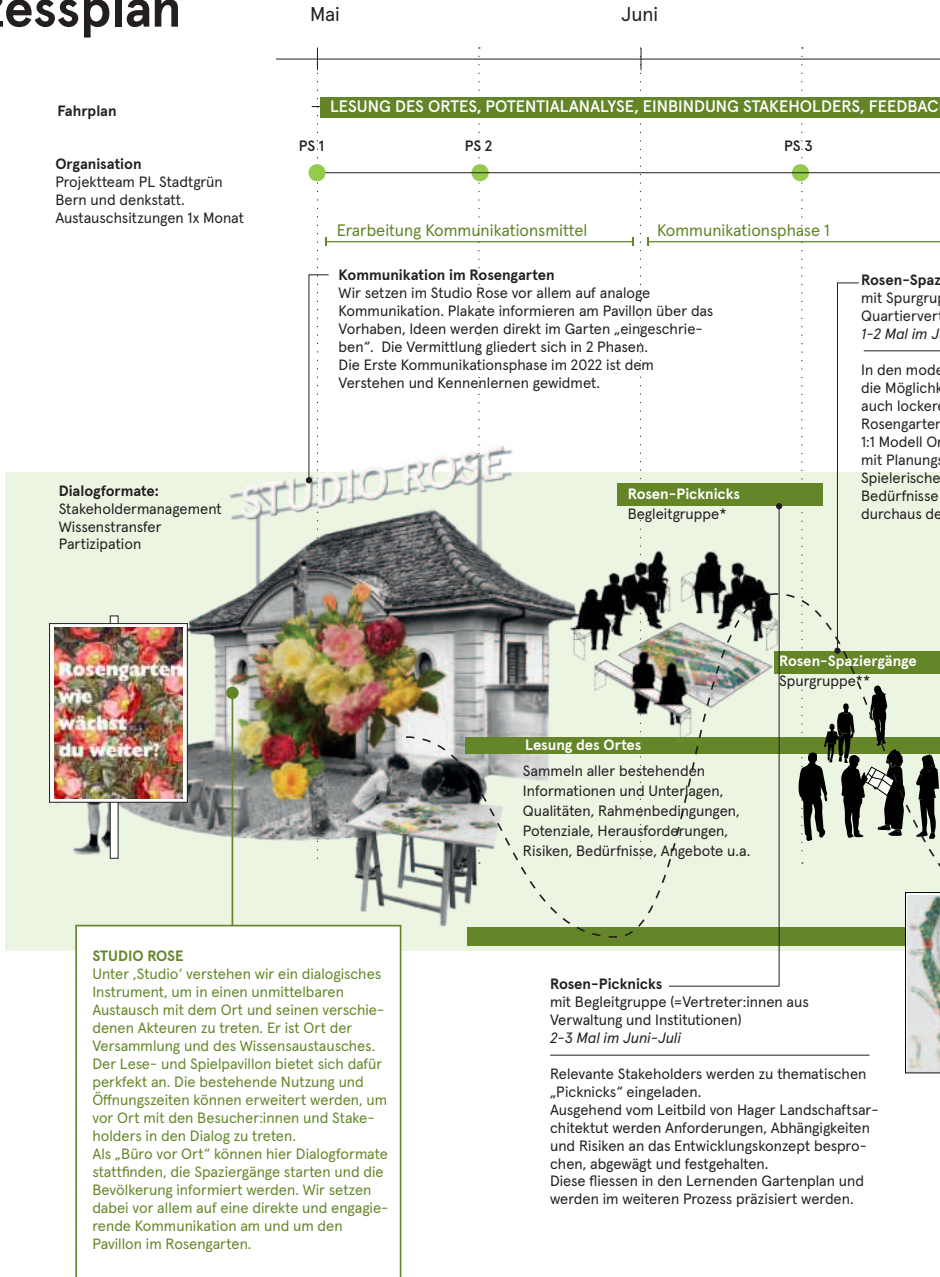 zessplan
Mai
Juni
Fahrplan
LESUNG DES ORTES, POTENTIALANALYSE, EINBINDUNG STAKEHOLDERS, FEEDBAC
PS 1
PS 2
PS 3
Organisation
Projektteam PL Stadtgrün
Bern und denkstatt.
Austauschsitzungen 1x Monat
Erarbeitung Kommunikationsmittel
Kommunikationsphase 1
Kommunikation im Rosengarten
Wir setzen im Studio Rose vor allem auf analoge
Kommunikation. Plakate informieren am Pavillon über das
Vorhaben, Ideen werden direkt im Garten „eingeschrie-
ben“. Die Vermittlung gliedert sich in 2 Phasen.
Die Erste Kommunikationsphase im 2022 ist dem
Verstehen und Kennenlernen gewidmet.
Rosen-Spaz
mit Spurgrup
Quartiervert
1-2 Mal im J
In den mode
die Möglichk
auch lockere
Rosengarten
1:1 Modell Or
mit Planungs
Spielerische
Bedürfnisse
durchaus de
Dialogformate:
Stakeholdermanagement
Wissenstransfer
Partizipation
STUDIO ROSE
Rosen-Picknicks
Begleitgruppe*
Rosengarten
wie
wächst
du weiter?
Rosen-Spaziergänge
Spurgruppe**
Lesung des Ortes
Sammeln aller bestehenden
Informationen und Unterlagen,
Qualitäten, Rahmenbedingungen,
Potenziale, Herausforderungen,
Risiken, Bedürfnisse, Angebote u.a.
STUDIO ROSE
Unter ‚Studio‘ verstehen wir ein dialogisches
Instrument, um in einen unmittelbaren
Austausch mit dem Ort und seinen verschie-
denen Akteuren zu treten. Er ist Ort der
Versammlung und des Wissensaustausches.
Der Lese- und Spielpavillon bietet sich dafür
perkfekt an. Die bestehende Nutzung und
Öffnungszeiten können erweitert werden, um
vor Ort mit den Besucher:innen und Stake-
holders in den Dialog zu treten.
Als „Büro vor Ort“ können hier Dialogformate
stattfinden, die Spaziergänge starten und die
Bevölkerung informiert werden. Wir setzen
dabei vor allem auf eine direkte und engagie-
rende Kommunikation am und um den
Pavillon im Rosengarten.
Rosen-Picknicks
mit Begleitgruppe (=Vertreter:innen aus
Verwaltung und Institutionen)
2-3 Mal im Juni-Juli
Relevante Stakeholders werden zu thematischen
„Picknicks“ eingeladen.
Ausgehend vom Leitbild von Hager Landschaftsar-
chitektut werden Anforderungen, Abhängigkeiten
und Risiken an das Entwicklungskonzept bespro-
chen, abgewägt und festgehalten.
Diese fliessen in den Lernenden Gartenplan und
werden im weiteren Prozess präzisiert werden.